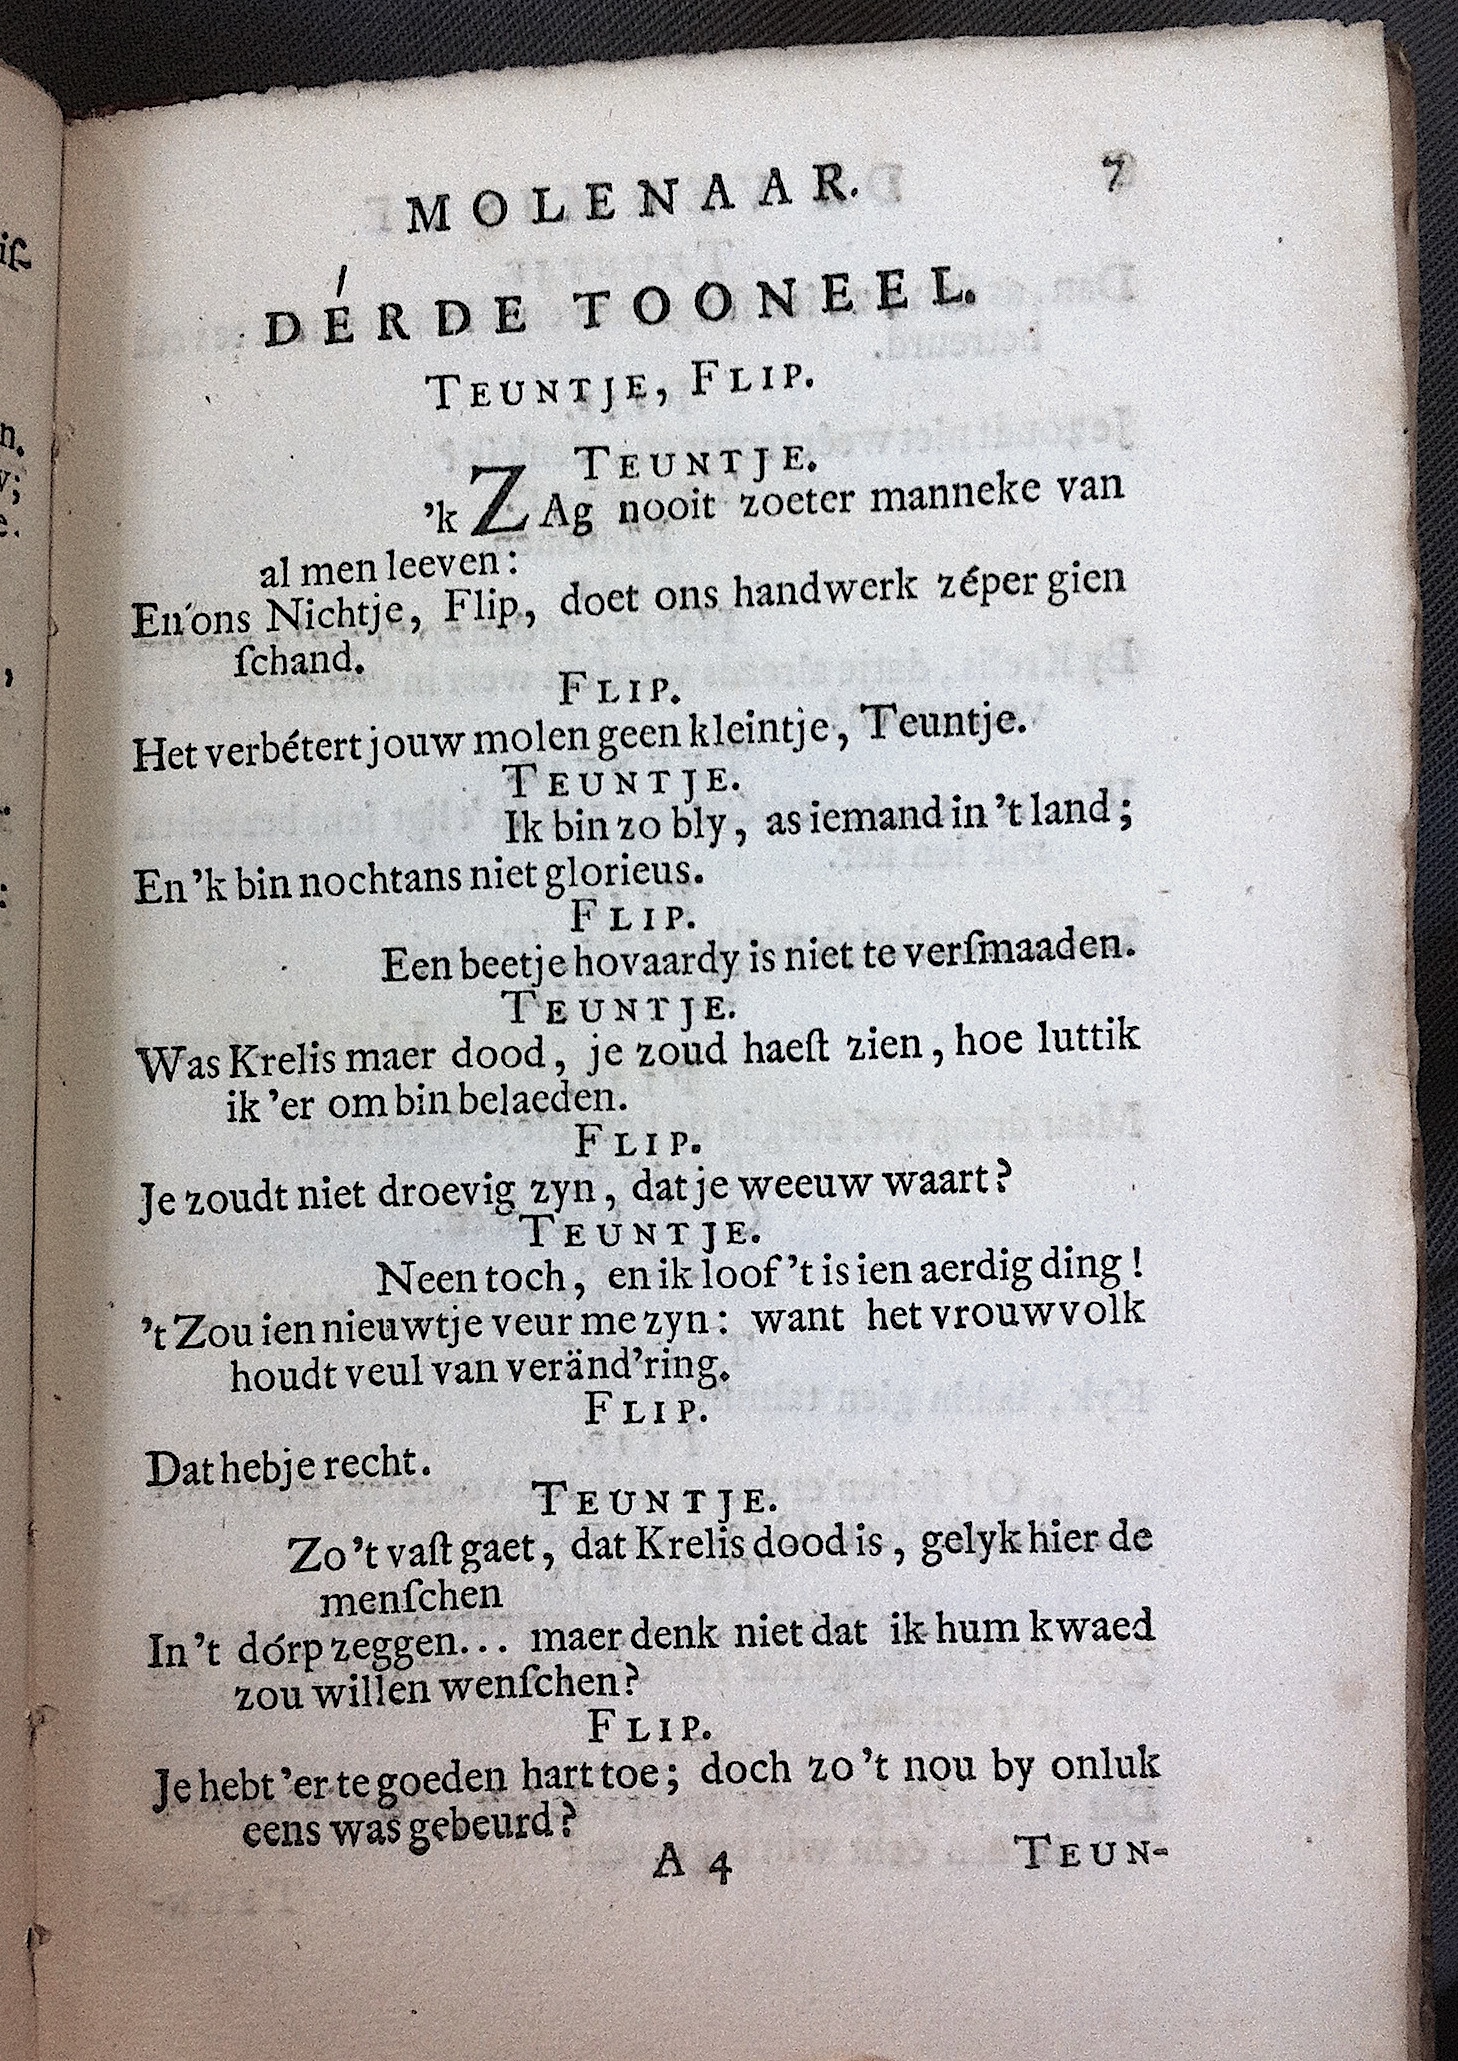 MOLENAAR. 7
DÉRDE TOONEEL.
TEUNTJE, FLIP.
TEUNTJE.
'k ZAg nooit zoeter manneke van
al men leeven:
En ons Nichtje, Flip, doet ons handwerk zéper gien
ſchand.
FLIP.
Het verbétert jouw molen geen kleintje, Teuntje.
TEUNTJE.
Ik bin zo bly, as iemand in 't land;
En 'k bin nochtans niet glorieus.
FLIP.
Een beetje hovaardy is niet te verſmaaden.
TEUNTJE.
Was Krelis maer dood, je zoud haeſt zien, hoe luttik
ik 'er om bin belaeden.
FLIP.
Je zoudt niet droevig zyn, dat je weeuw waart?
TEUNTJE.
Neen toch, en ik loof 't is ien aerdig ding!
't Zou ien nieuwtje veur me zyn: want het vrouwvolk
houdt veul van veränd'ring.
FLIP.
Dat hebje recht.
TEUNTJE.
Zo 't vaſt gaet, dat Krelis dood is, gelyk hier de
menſchen
In 't dórp zeggen... maer denk niet dat ik hum kwaed
zou willen wenſchen?
FLIP.
Je hebt 'er te goeden hart toe; doch zo 't nou by onluk
eens was gebeurd?
A 4 TEUN-